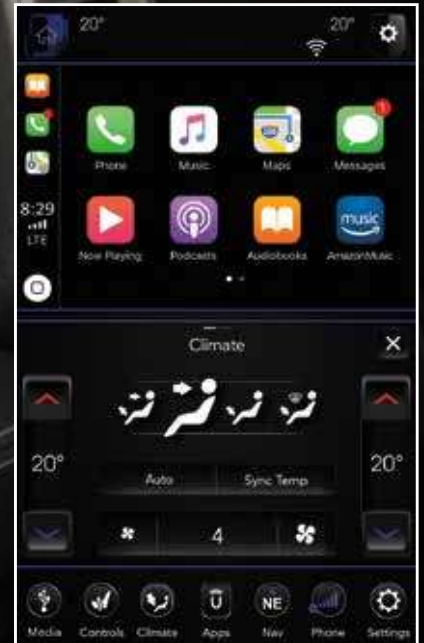 20° 20°
1
Phone Music Maps Messages
music
8:29
LTE
Now Playing Podcasts Audiobooks AmazonMusic
Climate
20° 20°
Auto Sync Temp
4
U NE
Media Controls Climate Apps Nav Phone Settings